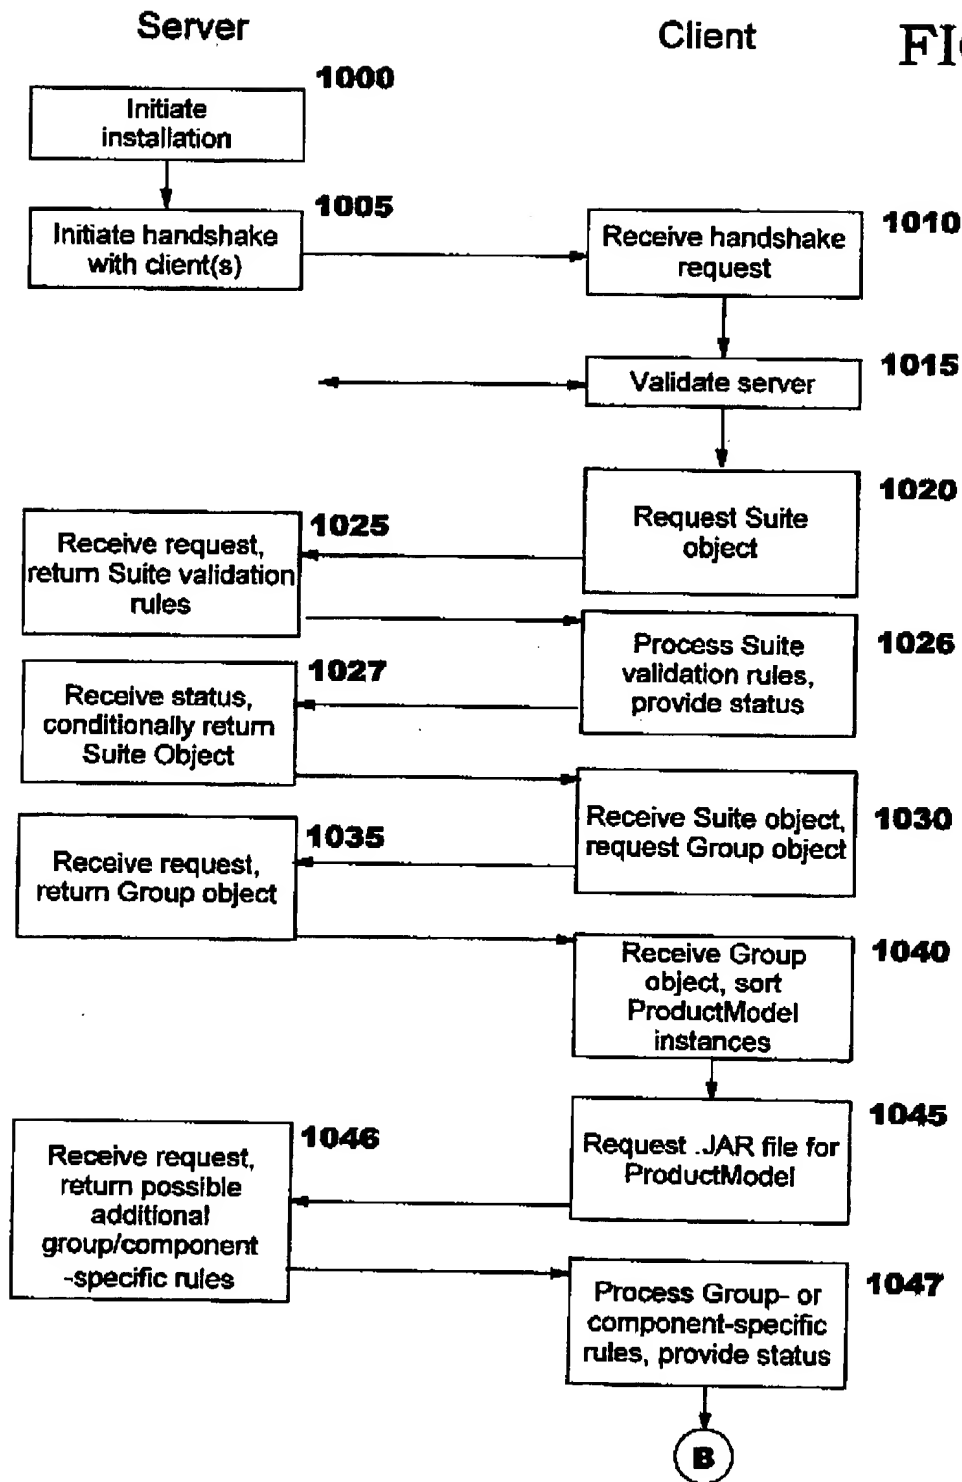 Server
Client
FIG
1000
Initiate
installation
1005
Initiate handshake
with client(s)
1010
Receive handshake
request
1015
Validate server
1020
Request Suite
object
1025
Receive request,
return Suite validation
rules
1026
Process Suite
validation rules,
provide status
1027
Receive status,
conditionally return
Suite Object
1030
Receive Suite object,
request Group object
1035
Receive request,
return Group object
1040
Receive Group
object, sort
ProductModel
instances
1045
Request .JAR file for
ProductModel
1046
Receive request,
return possible
additional
group/component
-specific rules
1047
Process Group- or
component-specific
rules, provide status
B